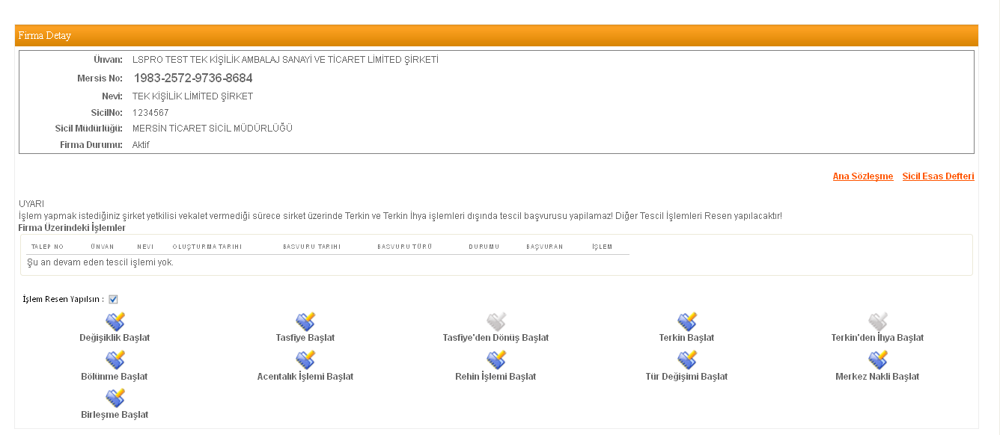 Firma Detay
Ünvan: LSPRO TEST TEK KİŞİLİK AMBALAJ SANAYİ VE TİCARET LİMİTED ŞİRKETİ
Mersis No: 1983-2572-9736-8684
Nevi: TEK KİŞİLİK LİMİTED ŞİRKET
SicilNo: 1234567
Sicil Müdürlüğü: MERSİN TİCARET SİCİL MÜDÜRLÜĞÜ
Firma Durumu: Aktif
Ana Sözleşme Sicil Esas Defteri
UYARI
İşlem yapmak istediğiniz şirket yetkilisi vekalet vermediği sürece sirket üzerinde Terkin ve Terkin İhya işlemleri dışında tescil başvurusu yapılamaz! Diğer Tescil İşlemleri Resen yapılacaktır!
Firma Üzerindeki İşlemler
TALEP NO ÜNVAN NEVI OLUŞTURMA TARIHI BASVURU TARIHI BASVURU TÜRÜ DURUMU BAŞVURAN İŞLEM
Şu an devam eden tescil işlemi yok.
İşlem Resen Yapılsın :
Değişiklik Başlat Tasfiye Başlat Tasfiye'den Dönüş Başlat Terkin Başlat Terkin'den İhya Başlat
Bölünme Başlat Acentalık İşlemi Başlat Rehin İşlemi Başlat Tür Değişimi Başlat Merkez Nakli Başlat
Birleşme Başlat